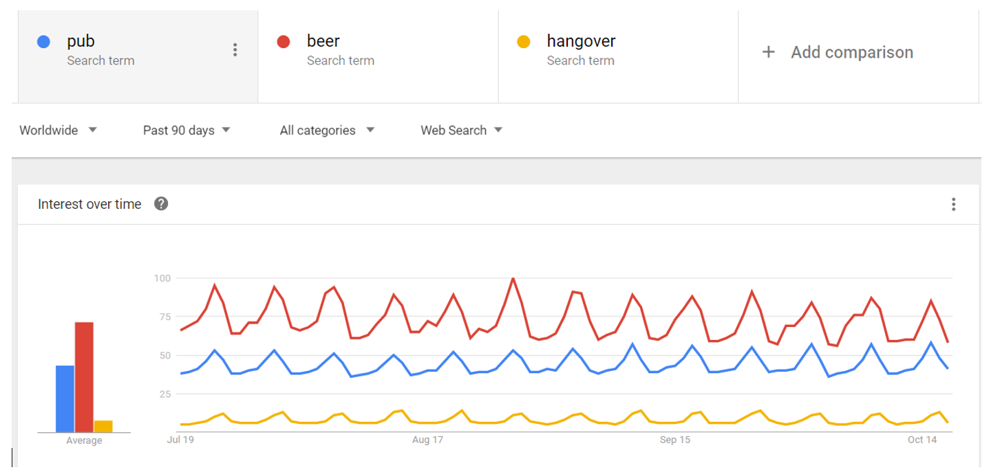 pub
Search term
beer
Search term
hangover
Search term
+ Add comparison
Worldwide
Past 90 days
All categories
Web Search
Interest over time ?
100
75
50
25
Average
Jul 19
Aug 17
Sep 15
Oct 14